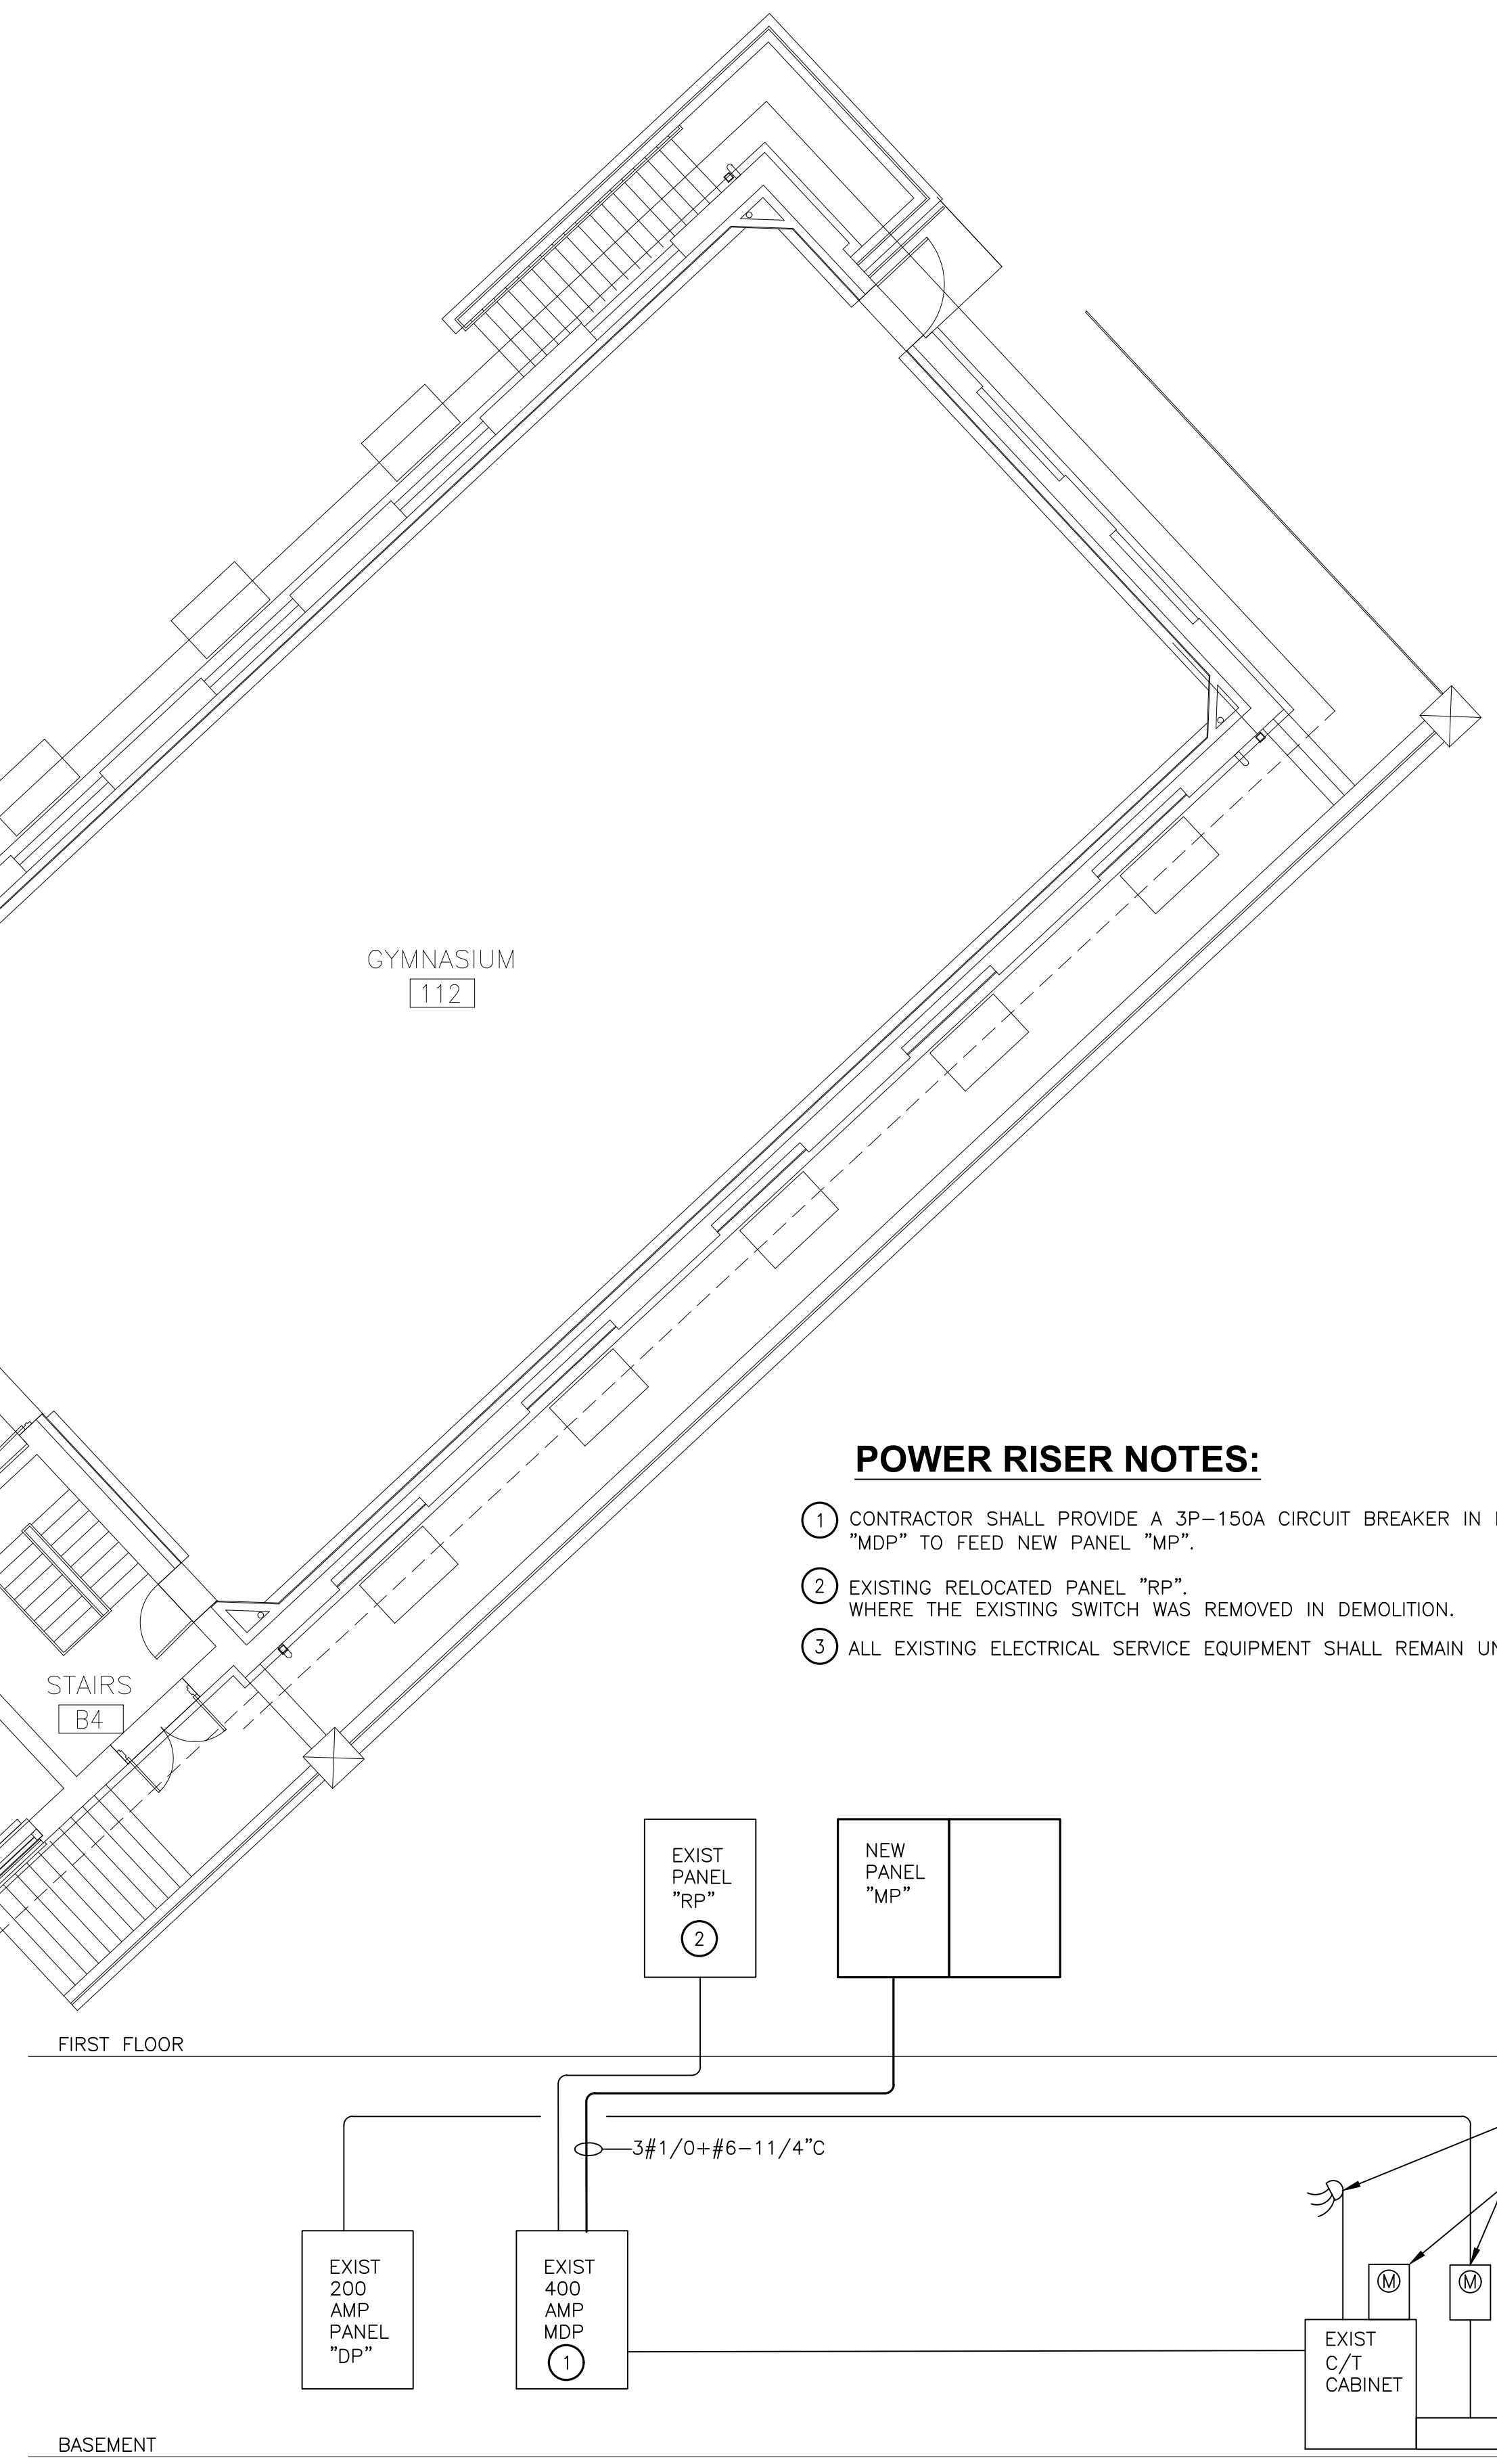 GYMNASIUM
112
POWER RISER NOTES:
1 CONTRACTOR SHALL PROVIDE A 3P-150A CIRCUIT BREAKER IN
"MDP" TO FEED NEW PANEL "MP".
2 EXISTING RELOCATED PANEL "RP".
WHERE THE EXISTING SWITCH WAS REMOVED IN DEMOLITION.
3 ALL EXISTING ELECTRICAL SERVICE EQUIPMENT SHALL REMAIN
STAIRS
B4
EXIST
PANEL
"RP"
2
NEW
PANEL
"MP"
FIRST FLOOR
3#1/0+#6-11/4"C
EXIST
200
AMP
PANEL
"DP"
EXIST
400
AMP
MDP
1
M
M
EXIST
C/T
CABINET
BASEMENT